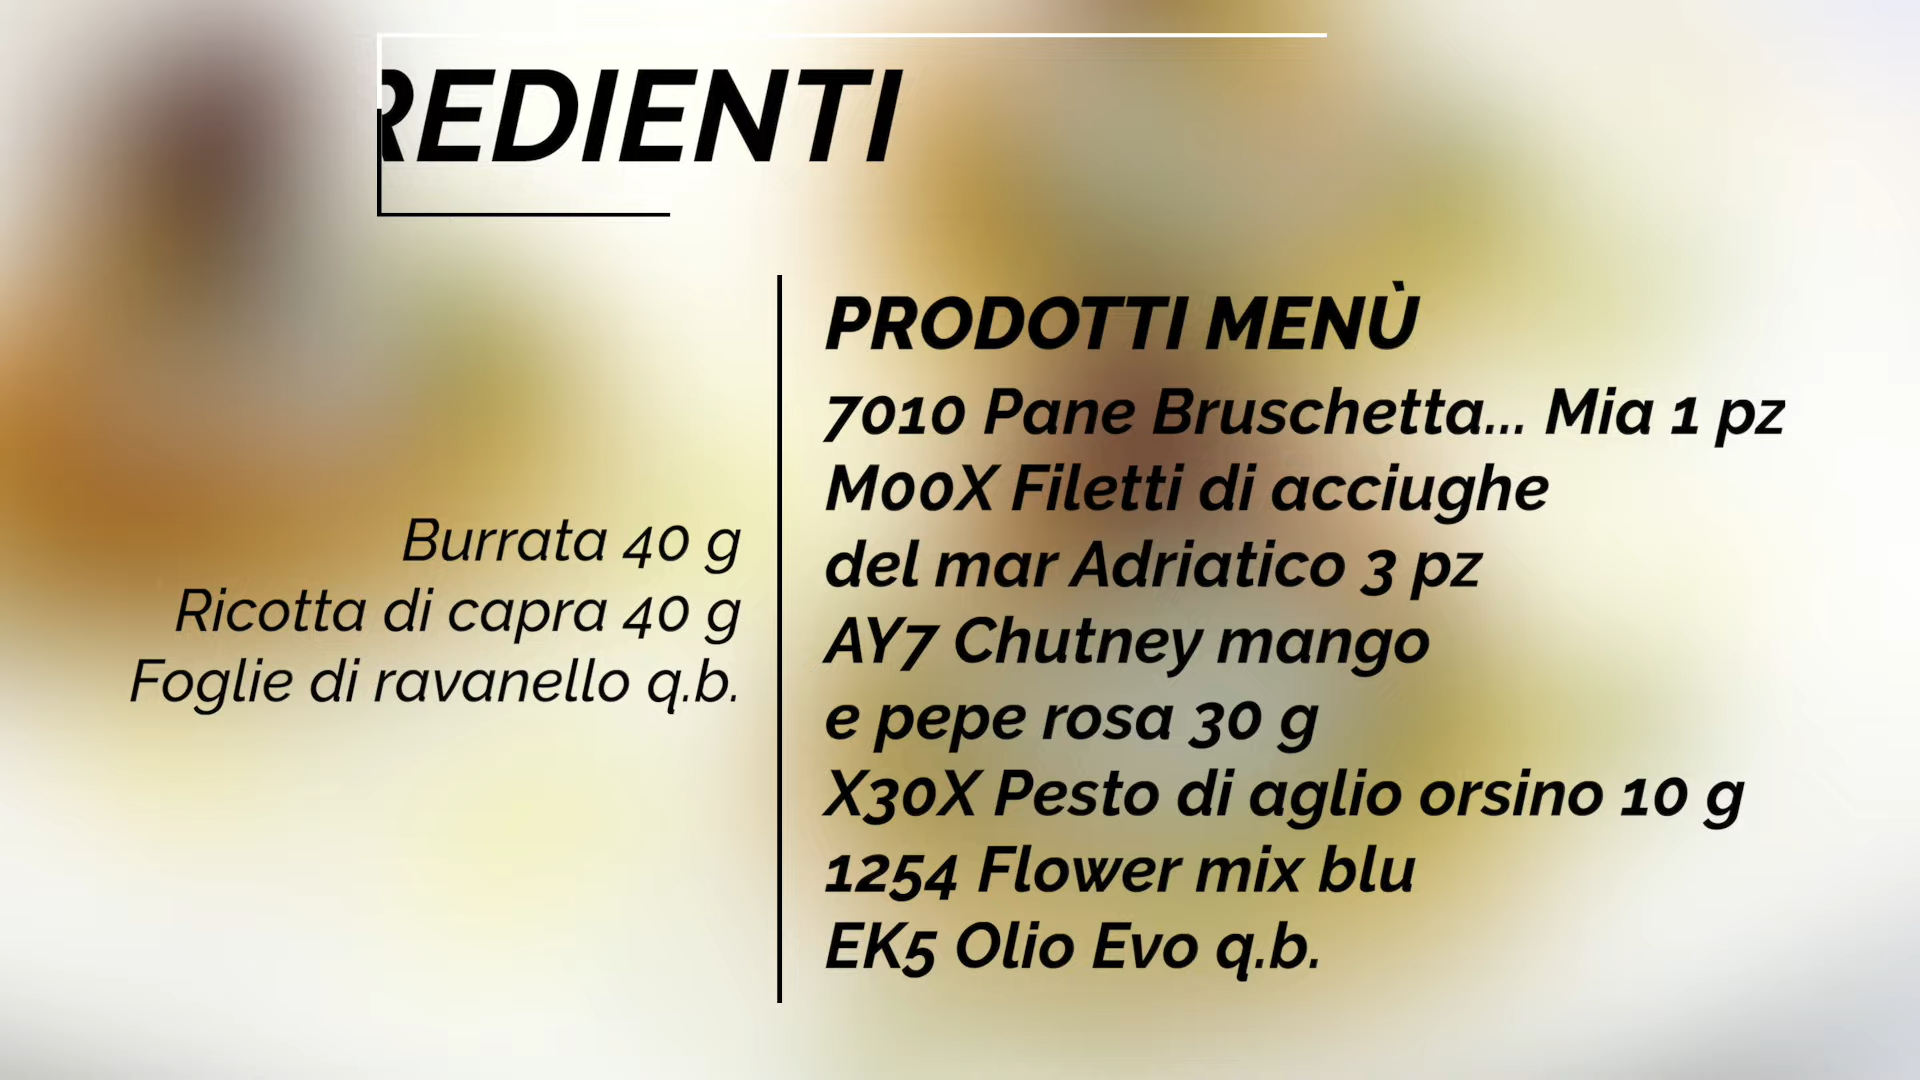 REDIENTI
Burrata 40 g
Ricotta di capra 40 g
Foglie di ravanello q.b.
PRODOTTI MENÙ
7010 Pane Bruschetta... Mia 1 pz
M00X Filetti di acciughe
del mar Adriatico 3 pz
AY7 Chutney mango
e pepe rosa 30 g
X30X Pesto di aglio orsino 10 g
1254 Flower mix blu
EK5 Olio Evo q.b.